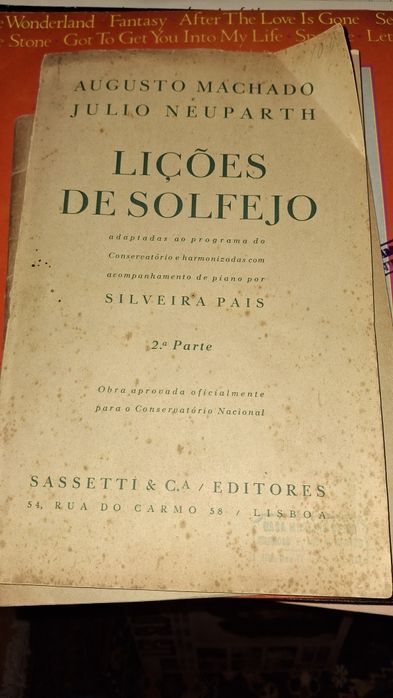 Wonderland · Fantasy After The Love Is Gone
Stone · Got To Get You Into My Life
AUGUSTO MACHADO
JULIO NEUPARTH
LIÇÕES
DE SOLFEJO
adaptadas ao programa do
Conservatório e harmonizadas com
acompanhamento de piano por
SILVEIRA PAIS
2.ª Parte
Obra aprovada oficialmente
para o Conservatório Nacional
SASSETTI & C.ª / EDITORES
54, RUA DO CARMO 58 / LISBOA